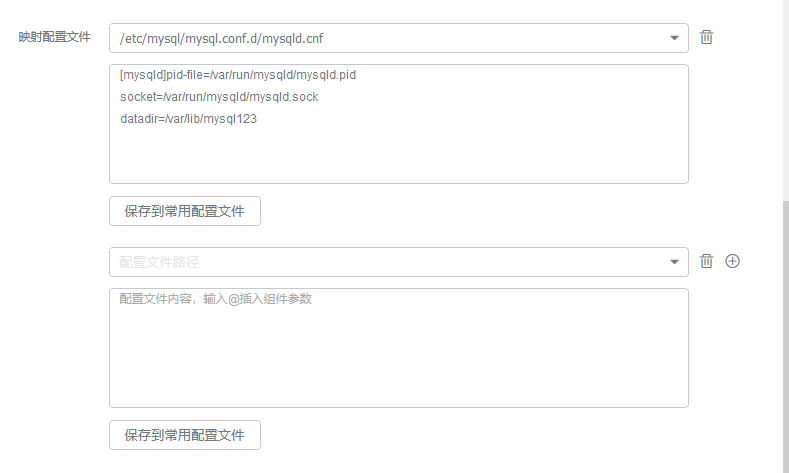 映射配置文件
/etc/mysql/mysql.conf.d/mysqld.cnf
[mysqld]pid-file=/var/run/mysqld/mysqld.pid
socket=/var/run/mysqld/mysqld.sock
datadir=/var/lib/mysql123
保存到常用配置文件
配置文件路径
配置文件内容，输入@插入组件参数
保存到常用配置文件